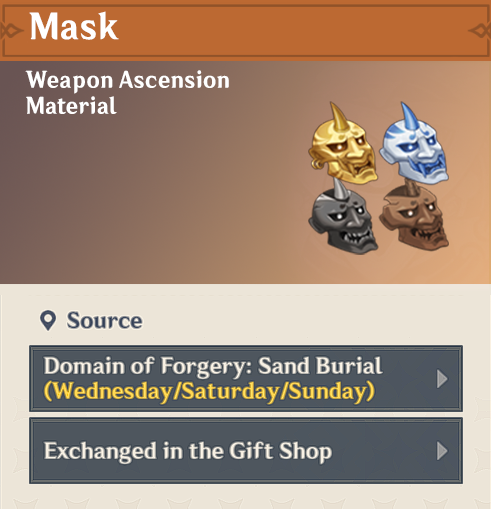 Mask
Weapon Ascension
Material
Source
Domain of Forgery: Sand Burial
(Wednesday/Saturday/Sunday)
Exchanged in the Gift Shop